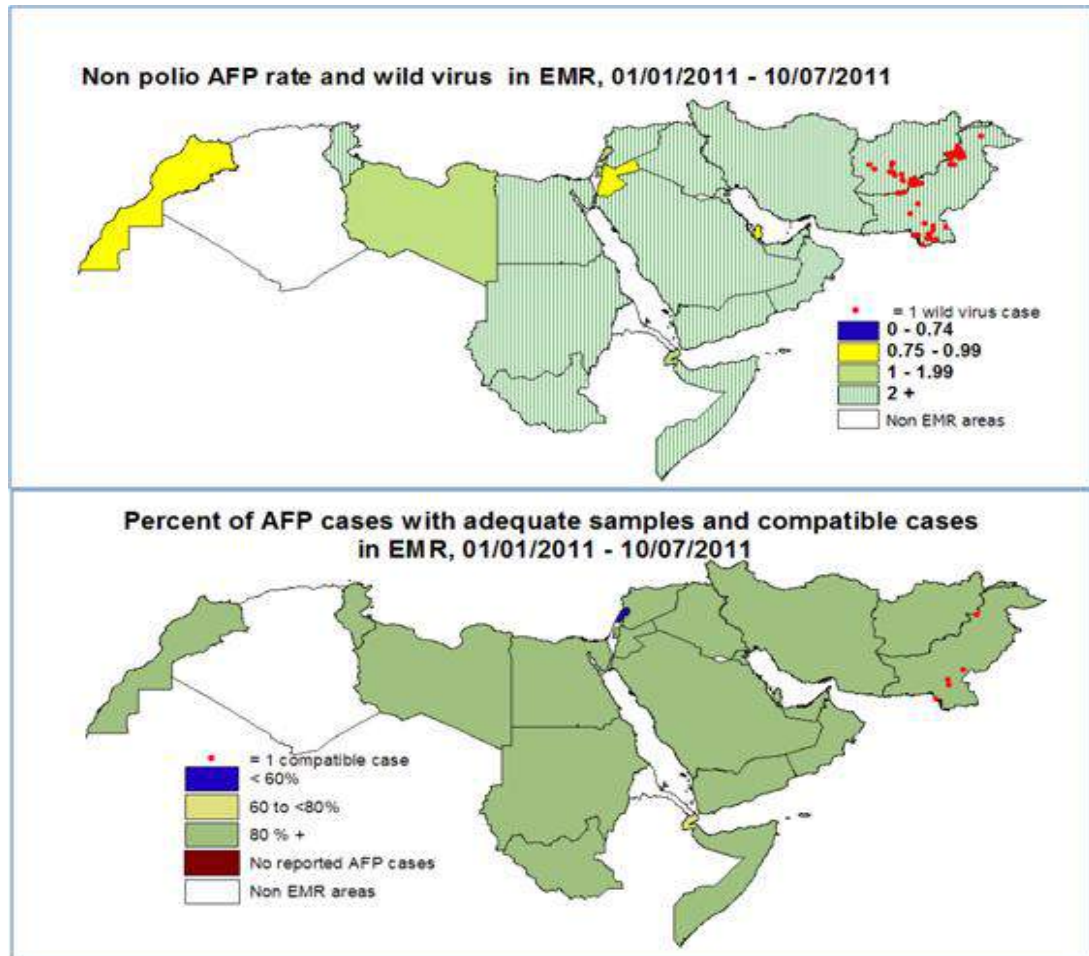 Non polio AFP rate and wild virus in EMR, 01/01/2011 - 10/07/2011
= 1 wild virus case
0 - 0.74
0.75 - 0.99
1 - 1.99
2 +
Non EMR areas
Percent of AFP cases with adequate samples and compatible cases
in EMR, 01/01/2011 - 10/07/2011
= 1 compatible case
< 60%
60 to <80%
80 % +
No reported AFP cases
Non EMR areas